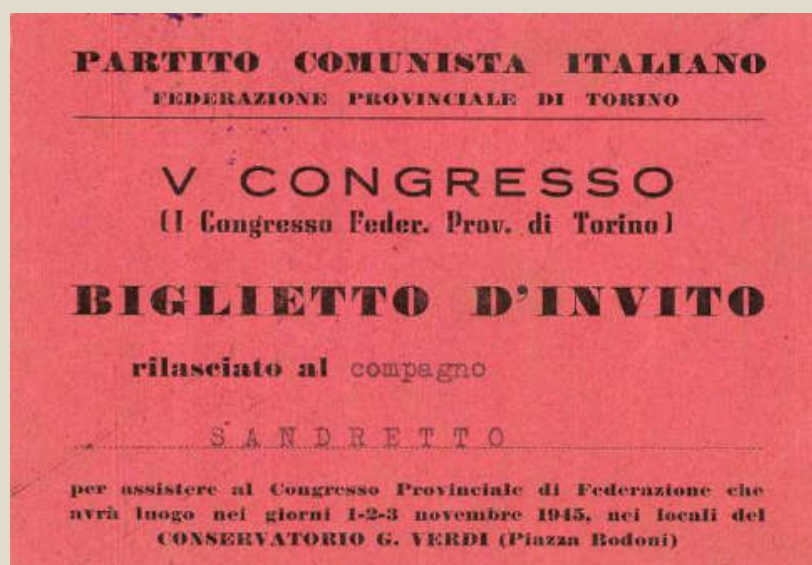 PARTITO COMUNISTA ITALIANO
FEDERAZIONE PROVINCIALE DI TORINO
V CONGRESSO
(I Congresso Feder. Prov. di Torino)
BIGLIETTO D'INVITO
rilasciato al compagno
SANDRETTO
per assistere al Congresso Provinciale di Federazione che
avrà luogo nei giorni 1-2-3 novembre 1945, nei locali del
CONSERVATORIO G. VERDI (Piazza Bodoni)